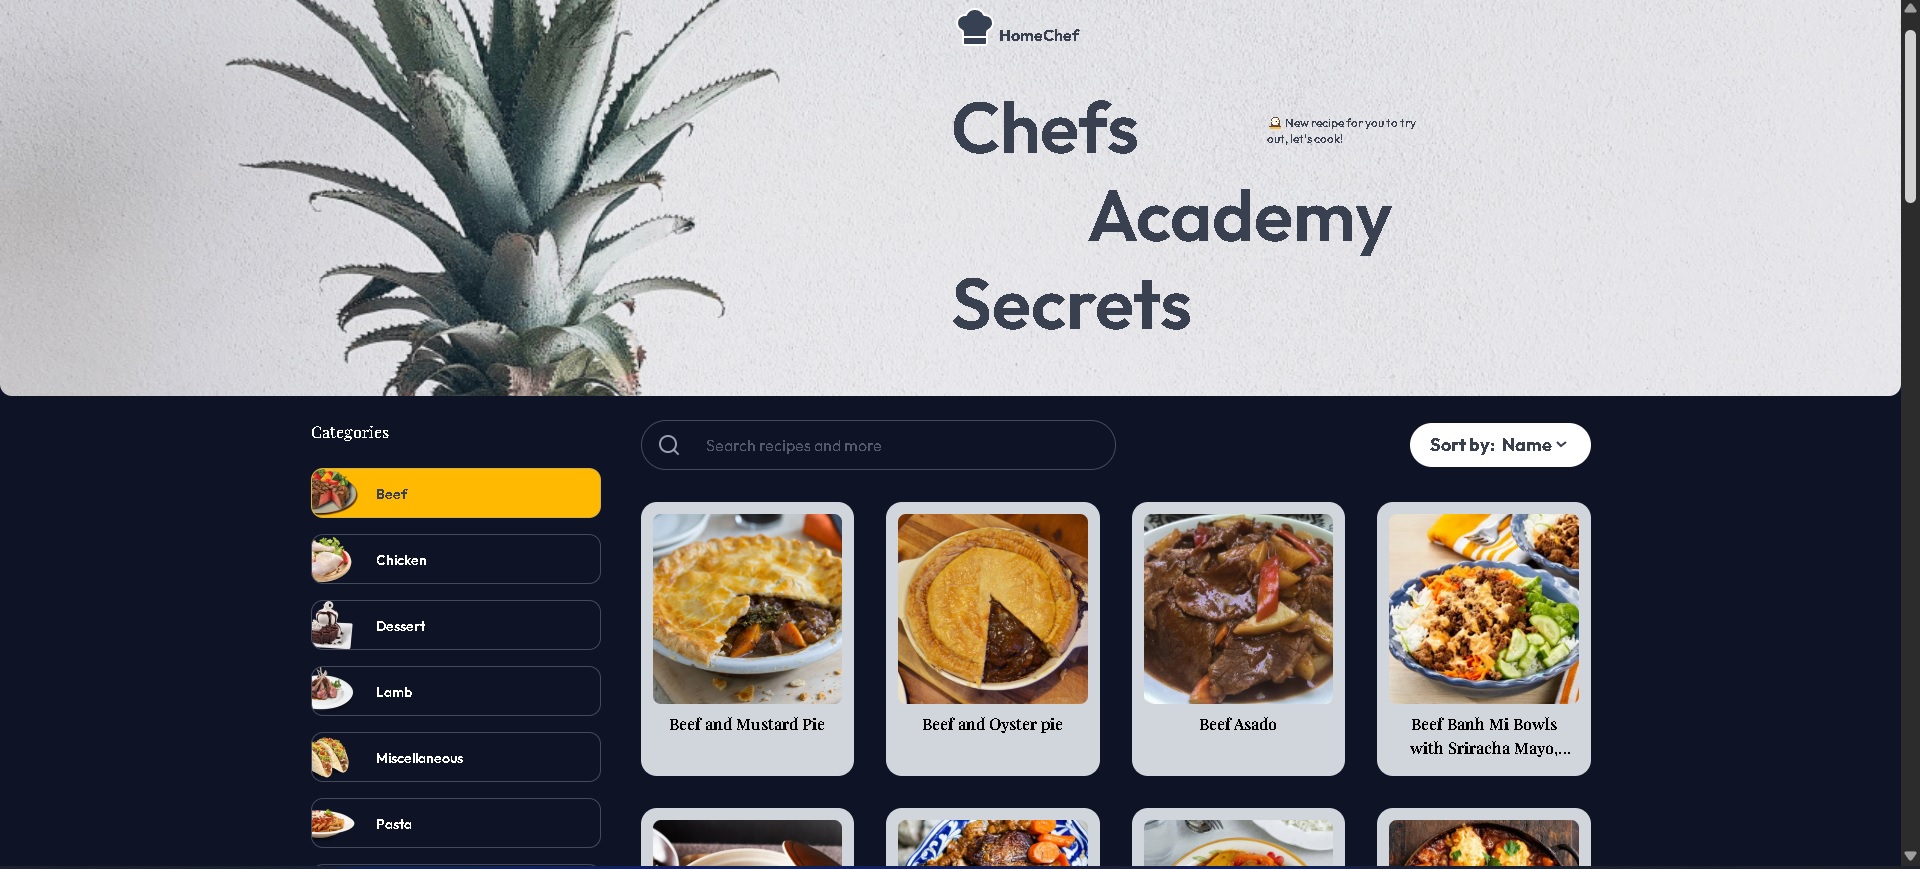 HomeChef
Chefs
New recipe for you to try
out, let's cook!
Academy
Secrets
Categories
Search recipes and more
Sort by: Name
Beef
Chicken
Dessert
Lamb
Miscellaneous
Pasta
Beef and Mustard Pie
Beef and Oyster pie
Beef Asado
Beef Banh Mi Bowls
with Sriracha Mayo,...